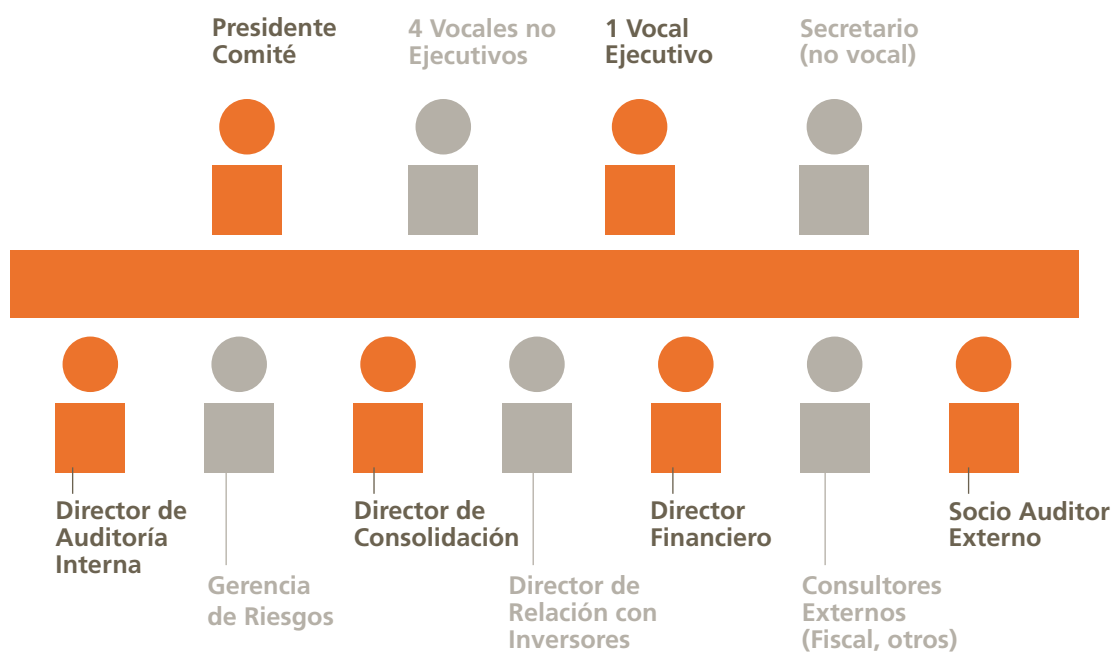 Presidente
Comité
4 Vocales no
Ejecutivos
1 Vocal
Ejecutivo
Secretario
(no vocal)
Director de
Auditoría
Interna
Gerencia
de Riesgos
Director de
Consolidación
Director de
Relación con
Inversores
Director
Financiero
Consultores
Externos
(Fiscal, otros)
Socio Auditor
Externo